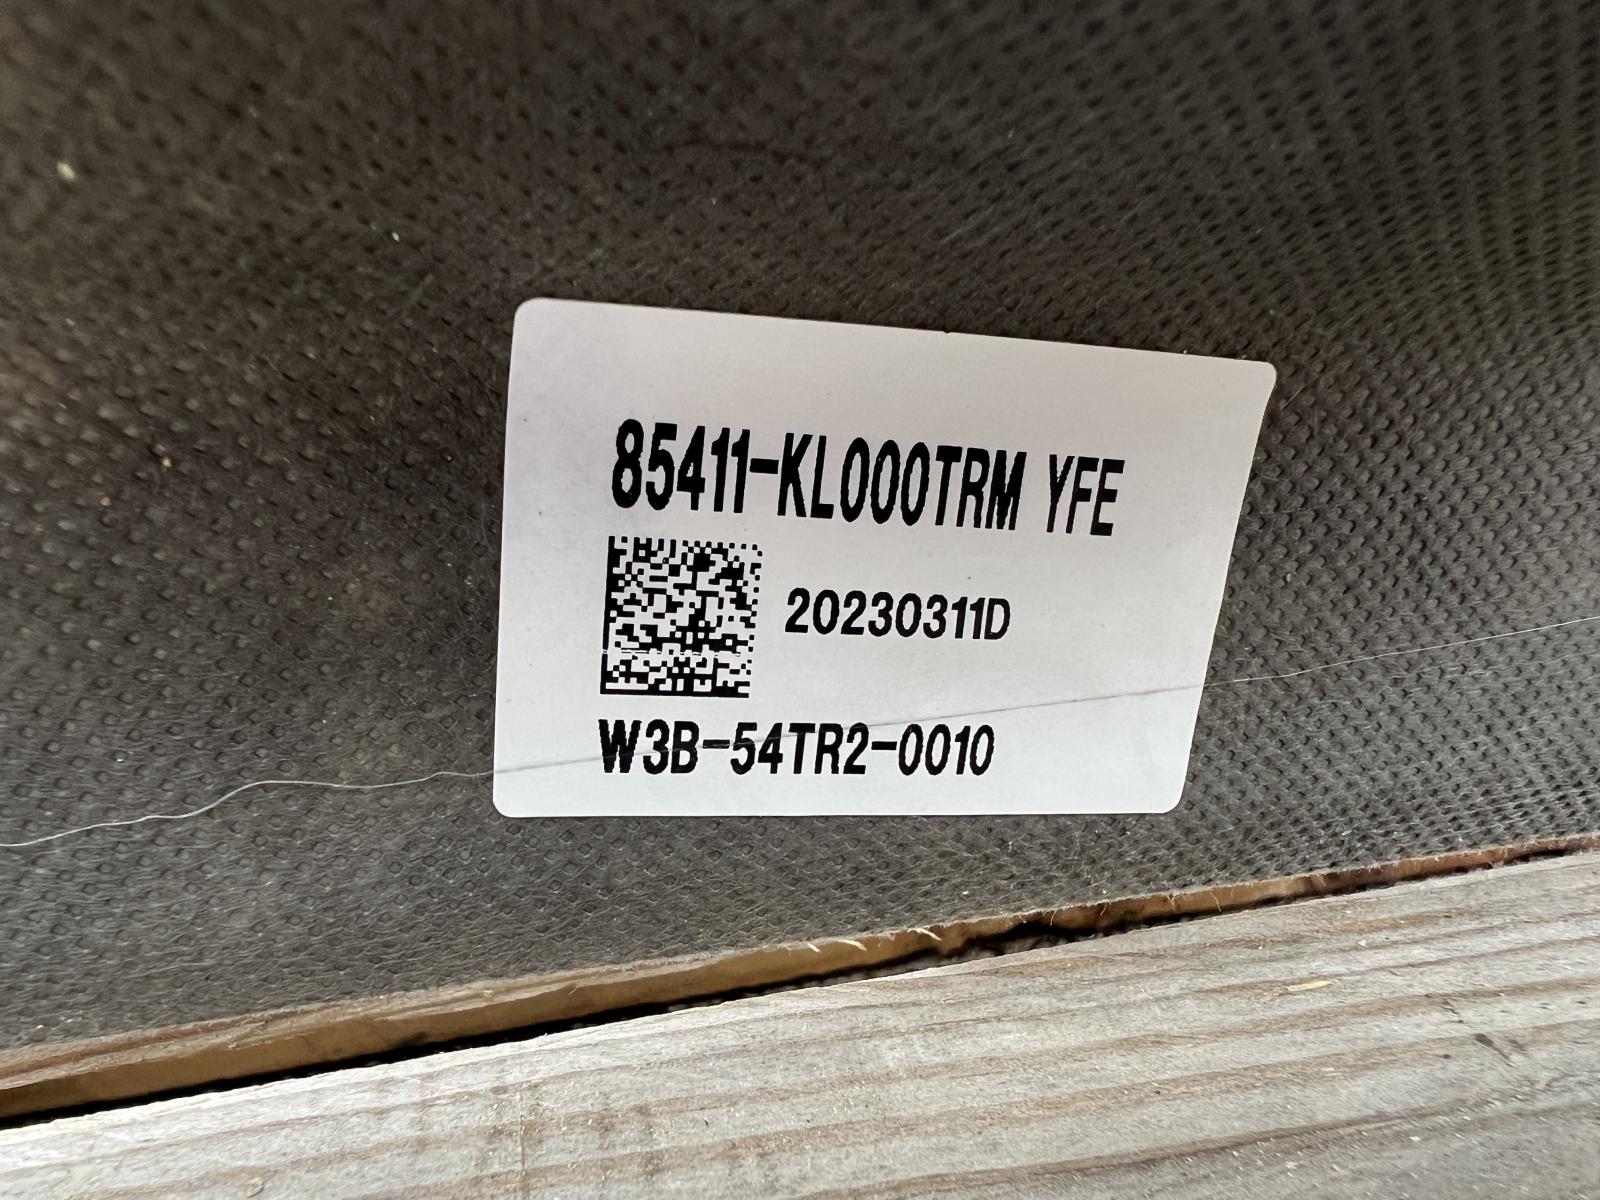 85411-KL000TRM YFE
20230311D
W3B-54TR2-0010